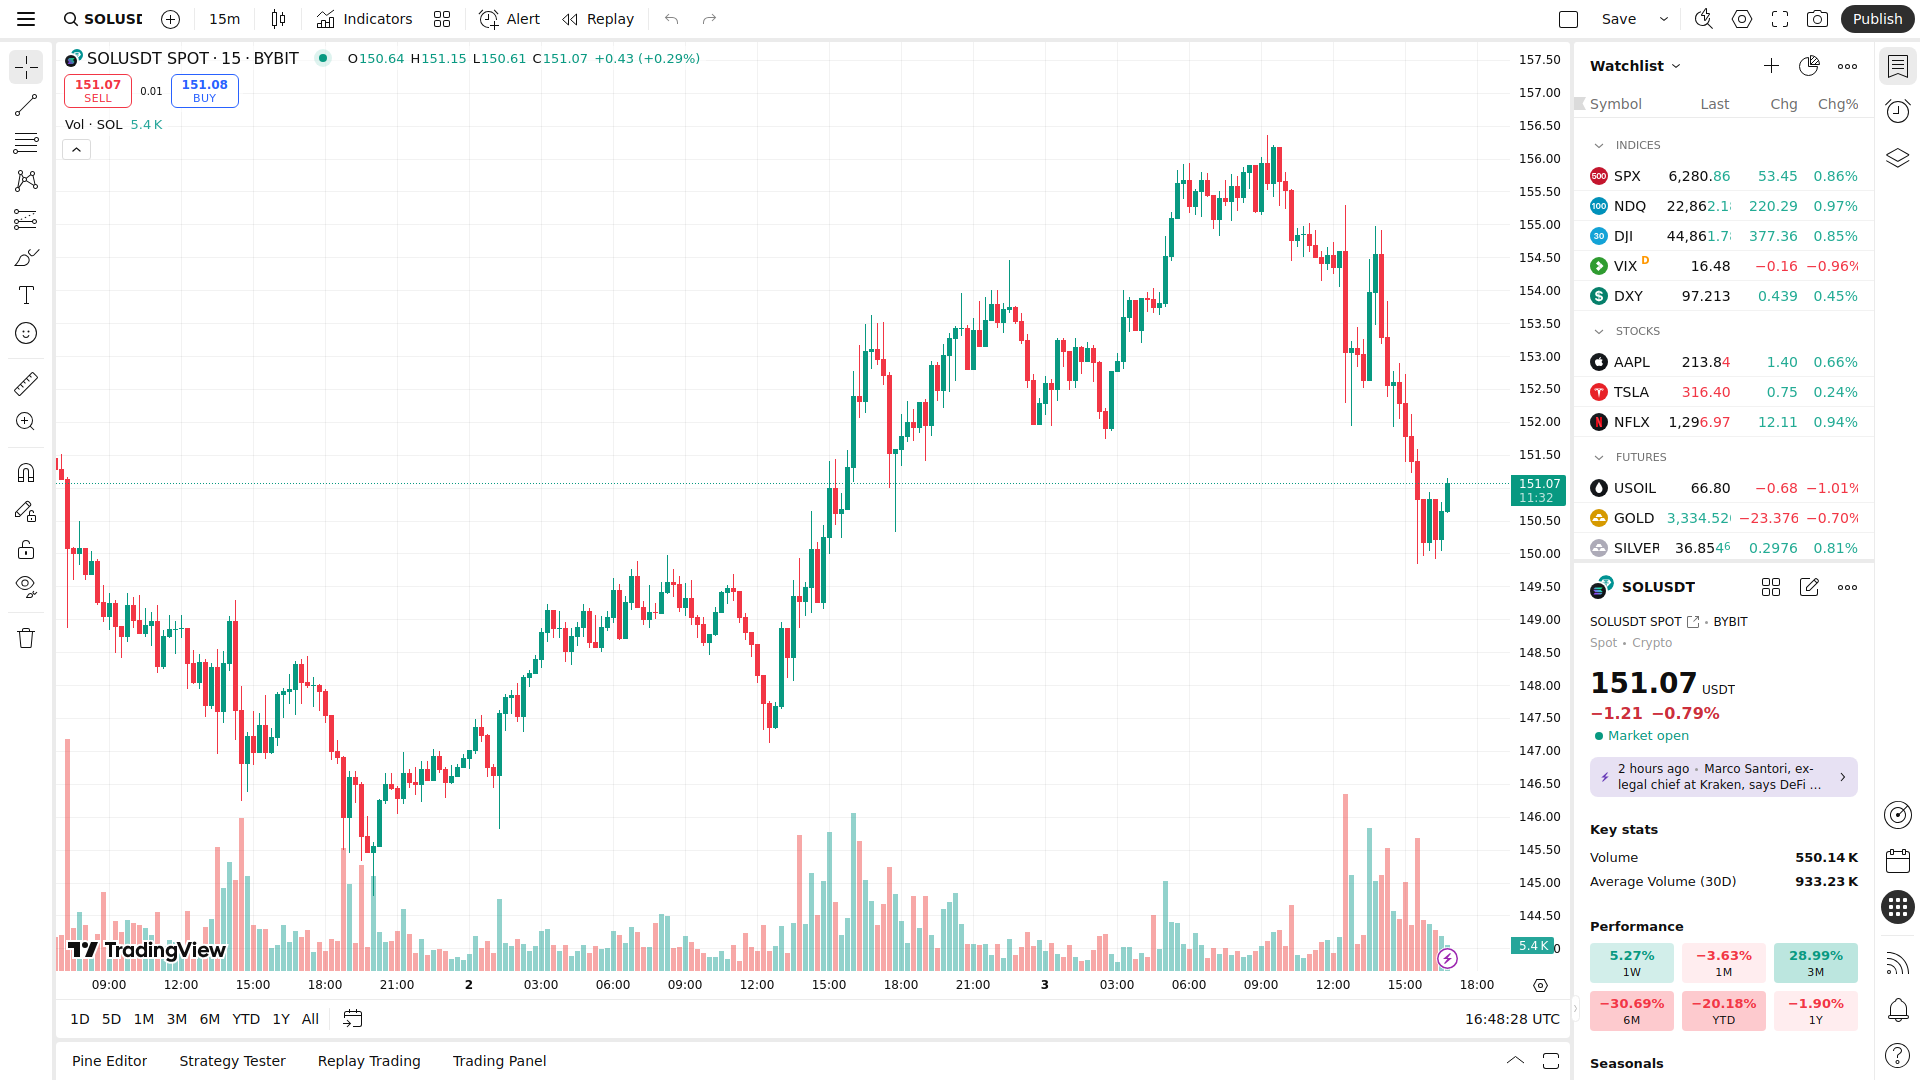 SOLUSD
15m
Indicators
Alert
Replay
Save
Publish
SOLUSDT SPOT · 15 · BYBIT
O150.64 H151.15 L150.61 C151.07 +0.43 (+0.29%)
151.07
SELL
0.01
151.08
BUY
Vol · SOL 5.4 K
157.50
157.00
156.50
156.00
155.50
155.00
154.50
154.00
153.50
153.00
152.50
152.00
151.50
151.07
11:32
150.50
150.00
149.50
149.00
148.50
148.00
147.50
147.00
146.50
146.00
145.50
145.00
144.50
5.4 K
TradingView
09:00 12:00 15:00 18:00 21:00 2 03:00 06:00 09:00 12:00 15:00 18:00 21:00 3 03:00 06:00 09:00 12:00 15:00 18:00
1D 5D 1M 3M 6M YTD 1Y All
16:48:28 UTC
Pine Editor
Strategy Tester
Replay Trading
Trading Panel
Watchlist
Symbol Last Chg Chg%
INDICES
SPX 6,280.86 53.45 0.86%
NDQ 22,862.18 220.29 0.97%
DJI 44,861.78 377.36 0.85%
VIX D 16.48 −0.16 −0.96%
DXY 97.213 0.439 0.45%
STOCKS
AAPL 213.84 1.40 0.66%
TSLA 316.40 0.75 0.24%
NFLX 1,296.97 12.11 0.94%
FUTURES
USOIL 66.80 −0.68 −1.01%
GOLD 3,334.520 −23.376 −0.70%
SILVER 36.8546 0.2976 0.81%
SOLUSDT
SOLUSDT SPOT • BYBIT
Spot • Crypto
151.07 USDT
−1.21 −0.79%
Market open
2 hours ago • Marco Santori, ex-
legal chief at Kraken, says DeFi ...
Key stats
Volume 550.14 K
Average Volume (30D) 933.23 K
Performance
5.27%
1W
−3.63%
1M
28.99%
3M
−30.69%
6M
−20.18%
YTD
−1.90%
1Y
Seasonals